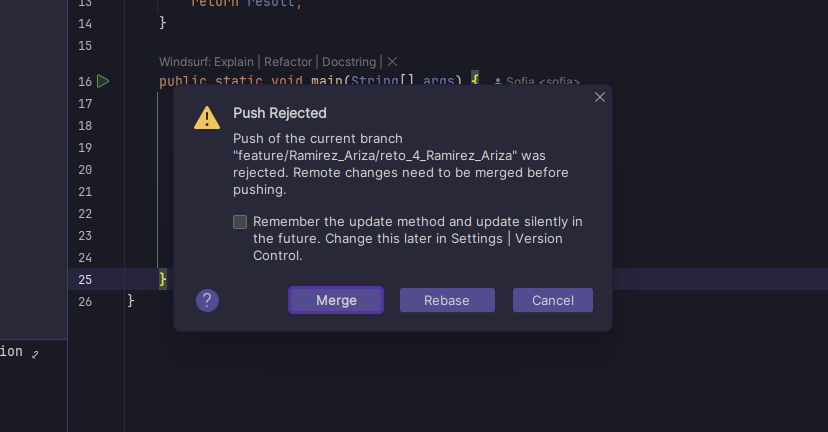 13 return result;
14 }
15
Windsurf: Explain | Refactor | Docstring | ✕
16 public static void main(String[] args) { Sofia <sofia>
17
18
19
20
21
22
23
24
25 }
26 }
Push Rejected
Push of the current branch
"feature/Ramirez_Ariza/reto_4_Ramirez_Ariza" was
rejected. Remote changes need to be merged before
pushing.
Remember the update method and update silently in
the future. Change this later in Settings | Version
Control.
? Merge Rebase Cancel
ion